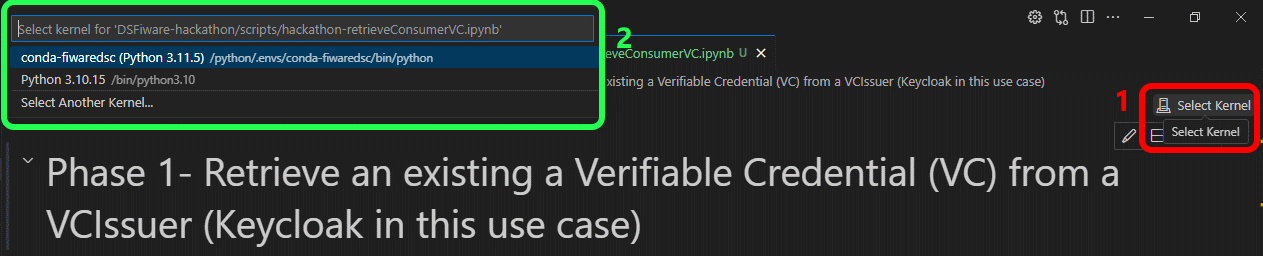 Select kernel for 'DSFiware-hackathon/scripts/hackathon-retrieveConsumerVC.ipynb'
conda-fiwaredsc (Python 3.11.5) /python/.envs/conda-fiwaredsc/bin/python
Python 3.10.15 /bin/python3.10
Select Another Kernel...
2
eveConsumerVC.ipynb U
xisting a Verifiable Credential (VC) from a VCIssuer (Keycloak in this use case)
1
Select Kernel
Select Kernel
Phase 1- Retrieve an existing a Verifiable Credential (VC) from a
VCIssuer (Keycloak in this use case)